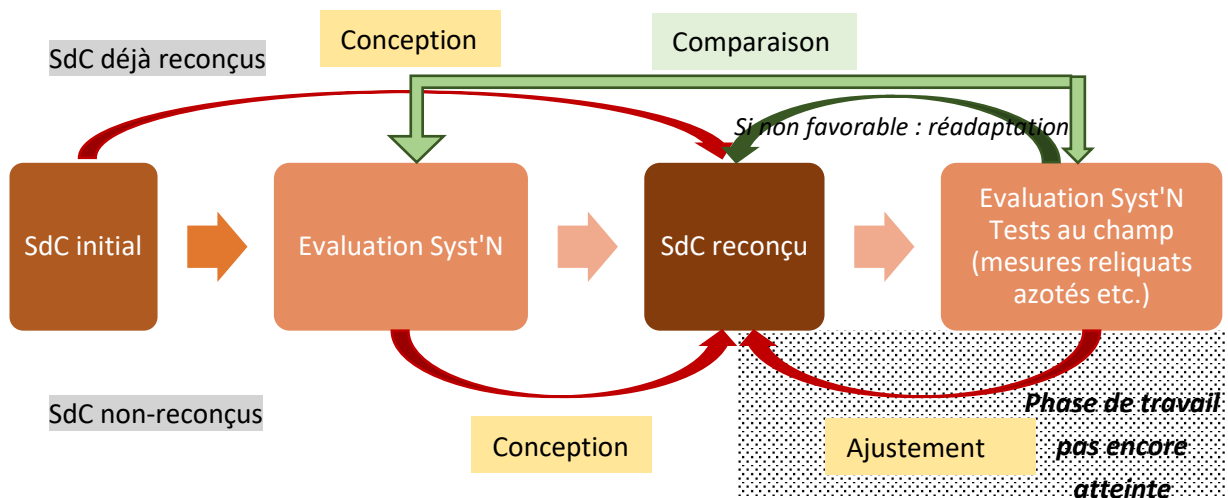 Conception
Comparaison
SdC déjà reconçus
Si non favorable : réadaptation
SdC initial
Evaluation Syst'N
SdC reconçu
Evaluation Syst'N
Tests au champ
(mesures reliquats
azotés etc.)
SdC non-reconçus
Conception
Ajustement
Phase de travail
pas encore
atteinte